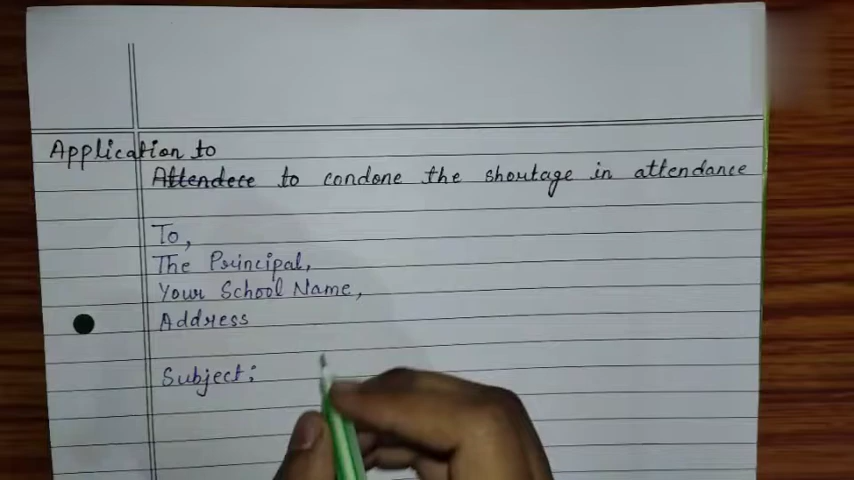 Application to
Attendece to condone the shortage in attendance
To,
The Principal,
Your School Name,
Address
Subject: